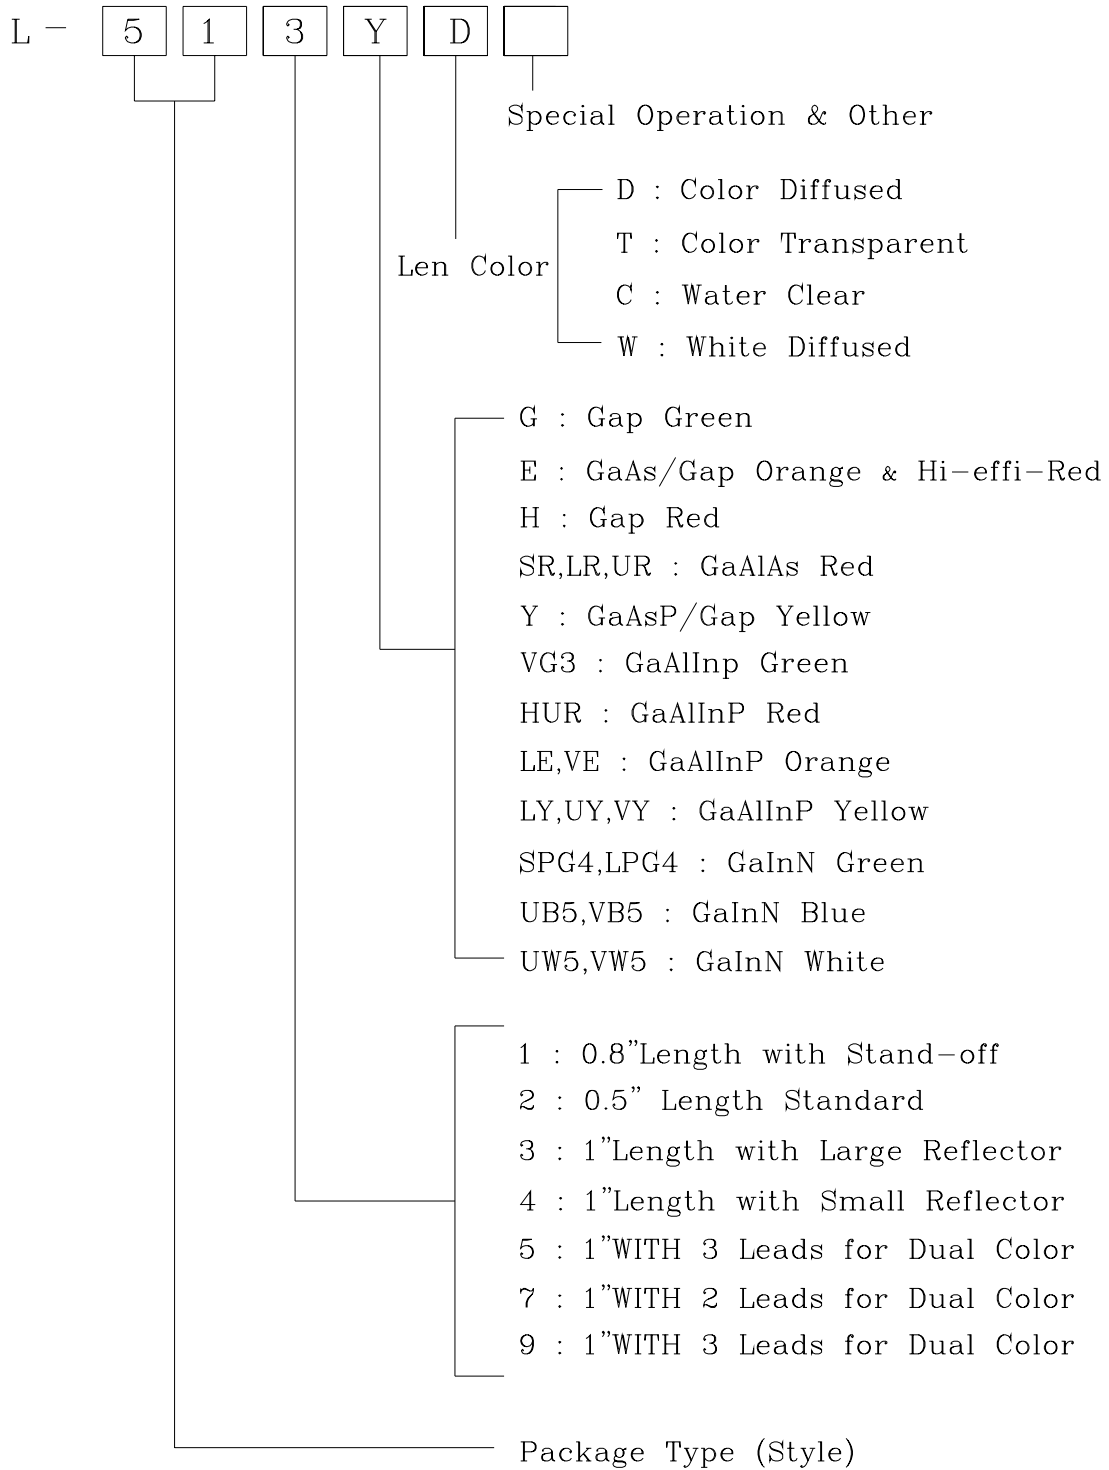 L - 5 1 3 Y D
Special Operation & Other
D : Color Diffused
T : Color Transparent
Len Color
C : Water Clear
W : White Diffused
G : Gap Green
E : GaAs/Gap Orange & Hi-effi-Red
H : Gap Red
SR,LR,UR : GaAlAs Red
Y : GaAsP/Gap Yellow
VG3 : GaAlInp Green
HUR : GaAlInP Red
LE,VE : GaAlInP Orange
LY,UY,VY : GaAlInP Yellow
SPG4,LPG4 : GaInN Green
UB5,VB5 : GaInN Blue
UW5,VW5 : GaInN White
1 : 0.8"Length with Stand-off
2 : 0.5" Length Standard
3 : 1"Length with Large Reflector
4 : 1"Length with Small Reflector
5 : 1"WITH 3 Leads for Dual Color
7 : 1"WITH 2 Leads for Dual Color
9 : 1"WITH 3 Leads for Dual Color
Package Type (Style)